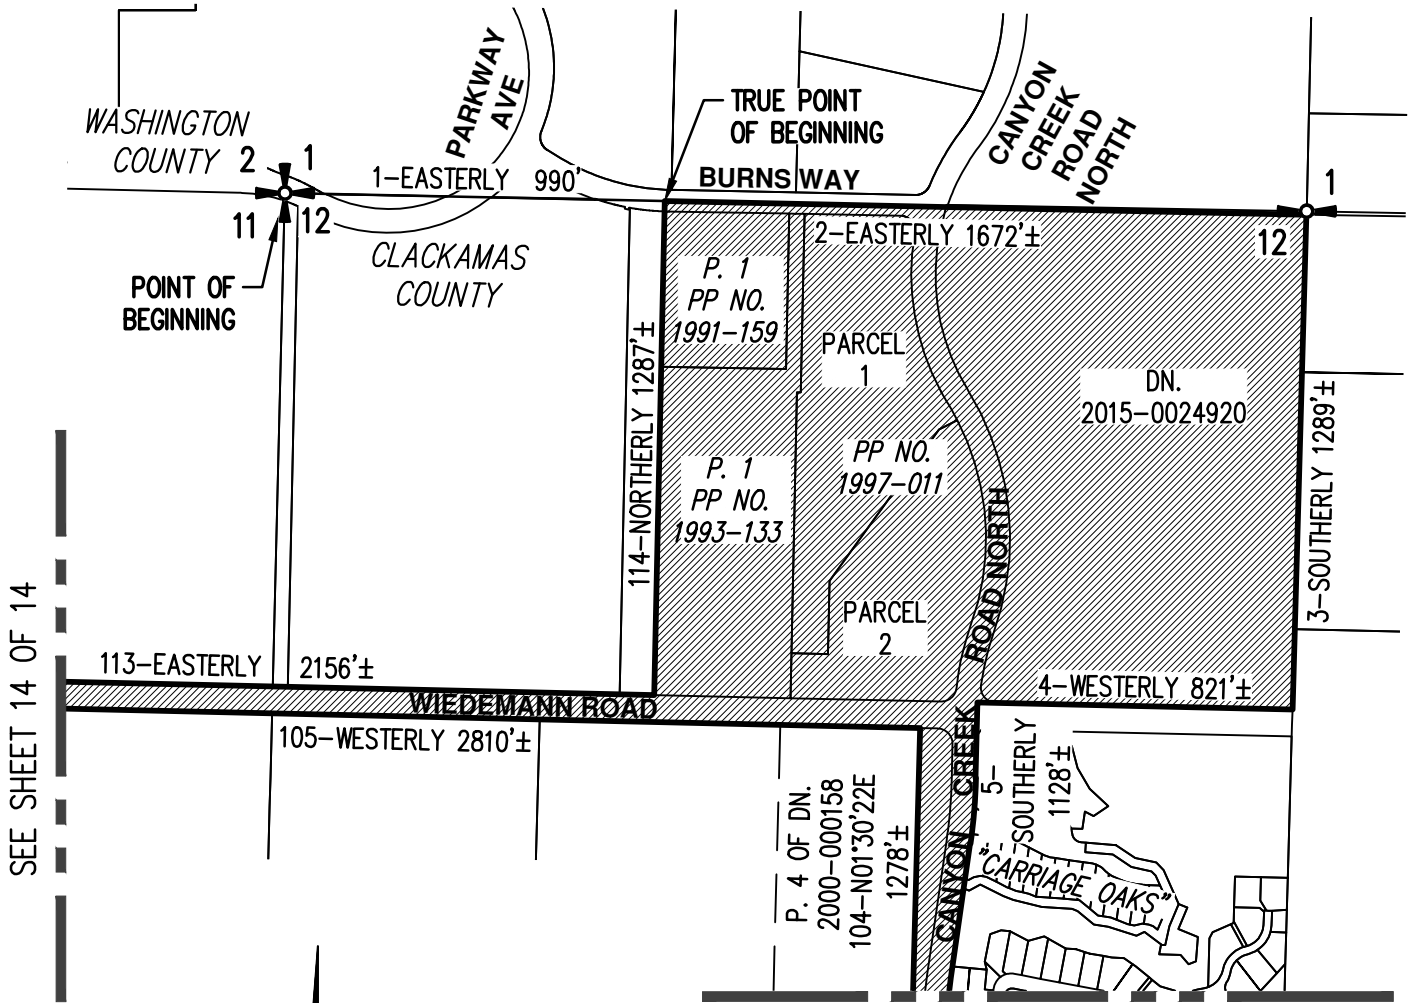 WASHINGTON
COUNTY
2
1
11
12
PARKWAY
AVE
1-EASTERLY 990'
TRUE POINT
OF BEGINNING
BURNS WAY
CANYON
CREEK
ROAD
NORTH
1
12
2-EASTERLY 1672'±
CLACKAMAS
COUNTY
POINT OF
BEGINNING
P. 1
PP NO.
1991-159
PARCEL
1
DN.
2015-0024920
114-NORTHERLY 1287'±
3-SOUTHERLY 1289'±
P. 1
PP NO.
1993-133
PP NO.
1997-011
PARCEL
2
ROAD NORTH
SEE SHEET 14 OF 14
113-EASTERLY 2156'±
4-WESTERLY 821'±
WIEDEMANN ROAD
105-WESTERLY 2810'±
CANYON CREEK
5-
SOUTHERLY
1128'±
P. 4 OF DN.
2000-000158
104-N01°30'22E
1278'±
"CARRIAGE OAKS"